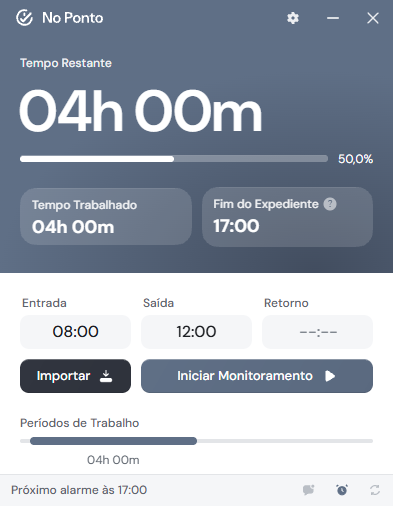 No Ponto
Tempo Restante
04h 00m
50,0%
Tempo Trabalhado
04h 00m
Fim do Expediente ?
17:00
Entrada
Saída
Retorno
08:00
12:00
--:--
Importar
Iniciar Monitoramento
Períodos de Trabalho
04h 00m
Próximo alarme às 17:00